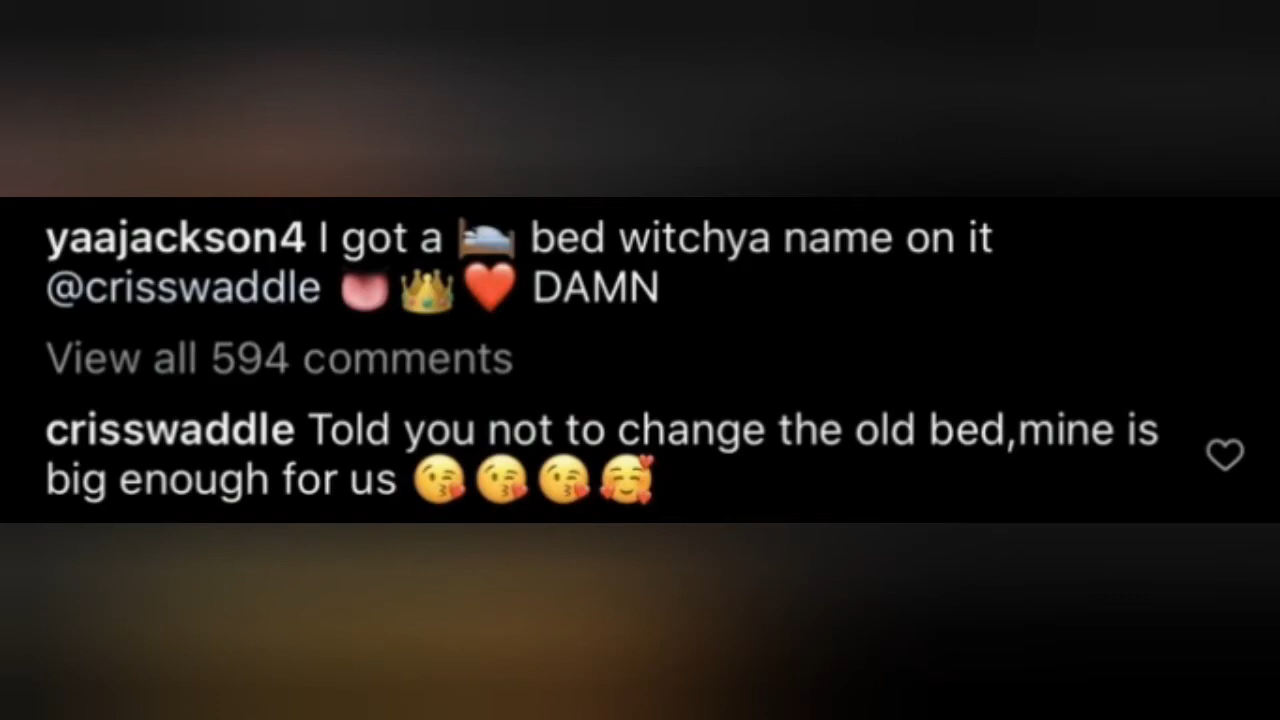 yaajackson4 I got a 🛏️ bed witchya name on it
@crisswaddle 👅👑❤️ DAMN
View all 594 comments
crisswaddle Told you not to change the old bed,mine is
big enough for us 😘😘😘🥰